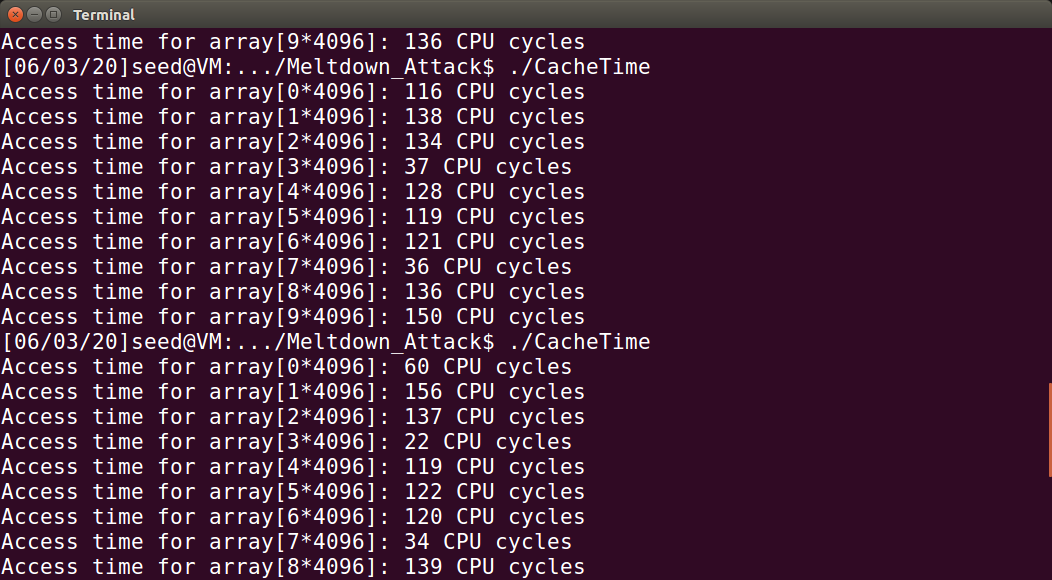 Terminal
Access time for array[9*4096]: 136 CPU cycles
[06/03/20]seed@VM:.../Meltdown_Attack$ ./CacheTime
Access time for array[0*4096]: 116 CPU cycles
Access time for array[1*4096]: 138 CPU cycles
Access time for array[2*4096]: 134 CPU cycles
Access time for array[3*4096]: 37 CPU cycles
Access time for array[4*4096]: 128 CPU cycles
Access time for array[5*4096]: 119 CPU cycles
Access time for array[6*4096]: 121 CPU cycles
Access time for array[7*4096]: 36 CPU cycles
Access time for array[8*4096]: 136 CPU cycles
Access time for array[9*4096]: 150 CPU cycles
[06/03/20]seed@VM:.../Meltdown_Attack$ ./CacheTime
Access time for array[0*4096]: 60 CPU cycles
Access time for array[1*4096]: 156 CPU cycles
Access time for array[2*4096]: 137 CPU cycles
Access time for array[3*4096]: 22 CPU cycles
Access time for array[4*4096]: 119 CPU cycles
Access time for array[5*4096]: 122 CPU cycles
Access time for array[6*4096]: 120 CPU cycles
Access time for array[7*4096]: 34 CPU cycles
Access time for array[8*4096]: 139 CPU cycles